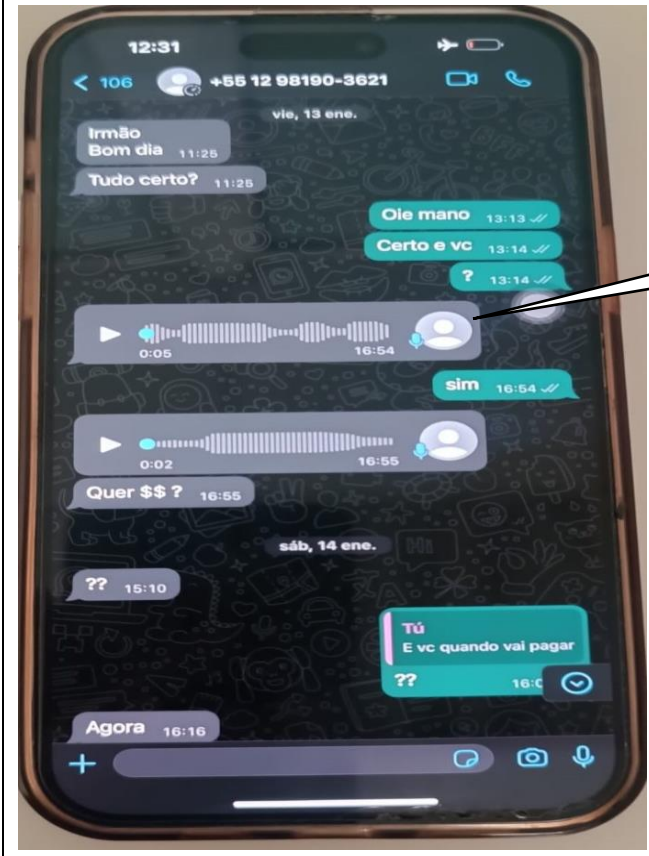 12:31
106 +55 12 98190-3621
vie, 13 ene.
Irmão
Bom dia 11:25
Tudo certo? 11:25
Oie mano 13:13
Certo e vc 13:14
? 13:14
0:05 16:54
sim 16:54
0:02 16:55
Quer $$ ? 16:55
sáb, 14 ene.
Hi
?? 15:10
Tú
E vc quando vai pagar
??
Agora 16:16